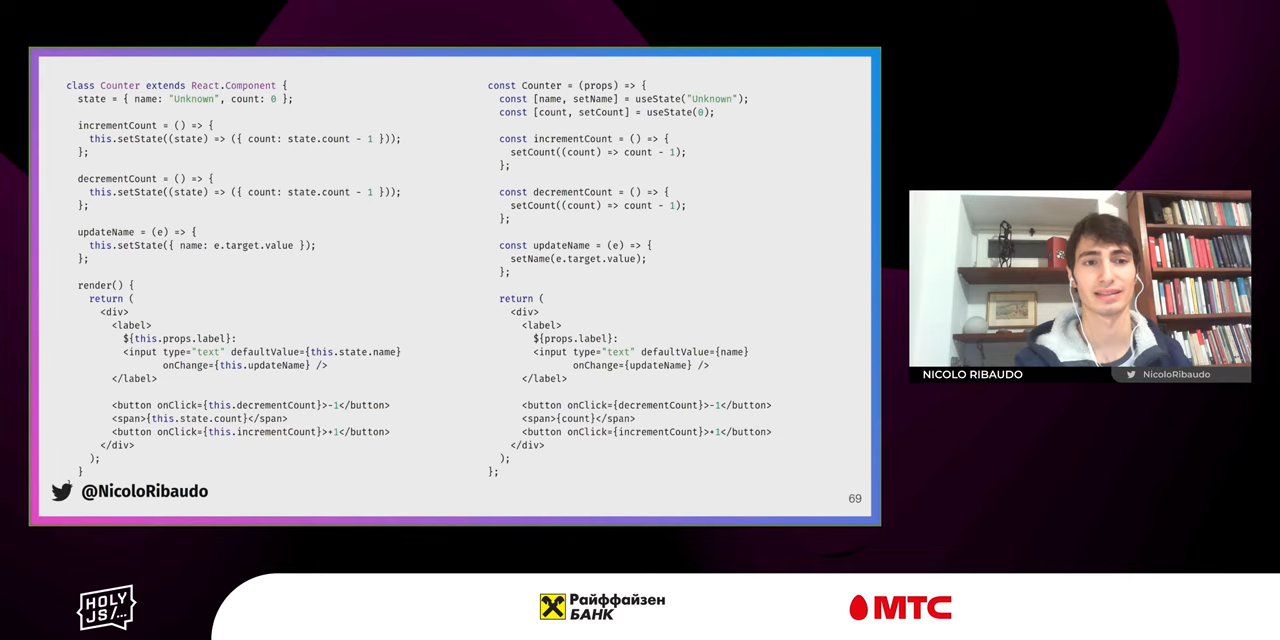 class Counter extends React.Component {
state = { name: "Unknown", count: 0 };
incrementCount = () => {
this.setState((state) => ({ count: state.count - 1 }));
};
decrementCount = () => {
this.setState((state) => ({ count: state.count - 1 }));
};
updateName = (e) => {
this.setState({ name: e.target.value });
};
render() {
return (
<div>
<label>
${this.props.label}:
<input type="text" defaultValue={this.state.name}
onChange={this.updateName} />
</label>
<button onClick={this.decrementCount}>-1</button>
<span>{this.state.count}</span>
<button onClick={this.incrementCount}>+1</button>
</div>
);
}
const Counter = (props) => {
const [name, setName] = useState("Unknown");
const [count, setCount] = useState(0);
const incrementCount = () => {
setCount((count) => count - 1);
};
const decrementCount = () => {
setCount((count) => count - 1);
};
const updateName = (e) => {
setName(e.target.value);
};
return (
<div>
<label>
${props.label}:
<input type="text" defaultValue={name}
onChange={updateName} />
</label>
<button onClick={decrementCount}>-1</button>
<span>{count}</span>
<button onClick={incrementCount}>+1</button>
</div>
);
};
@NicoloRibaudo
69
NICOLO RIBAUDO
NicoloRibaudo
HOLY
JS/...
Райффайзен
БАНК
МТС